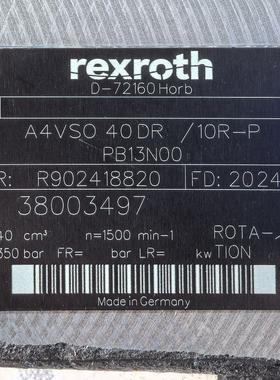 rexroth
D-72160 Horb
A4VSO 40 DR /10R-P
PB13N00
R: R902418820 FD: 2024
38003497
40 cm³ n=1500 min-1 ROTA-
350 bar FR= bar LR= kW TION
Made in Germany